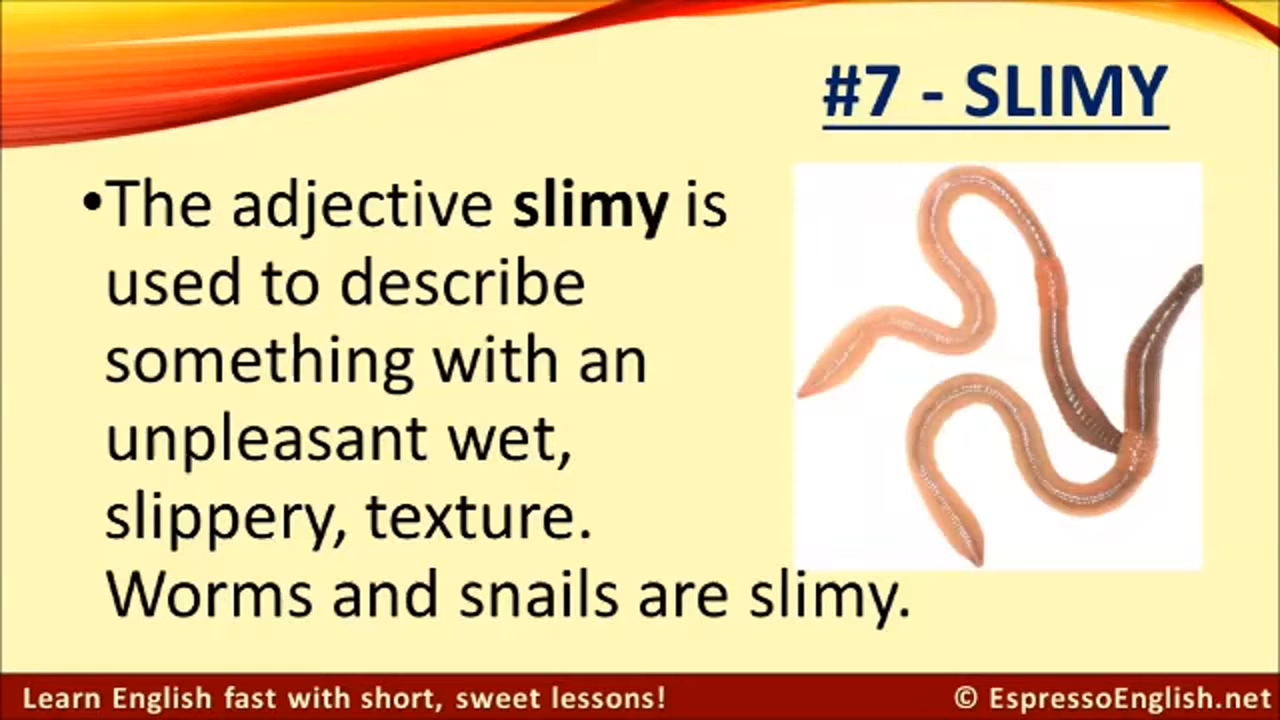 #7 - SLIMY
•The adjective slimy is
used to describe
something with an
unpleasant wet,
slippery, texture.
Worms and snails are slimy.
Learn English fast with short, sweet lessons!
© EspressoEnglish.net